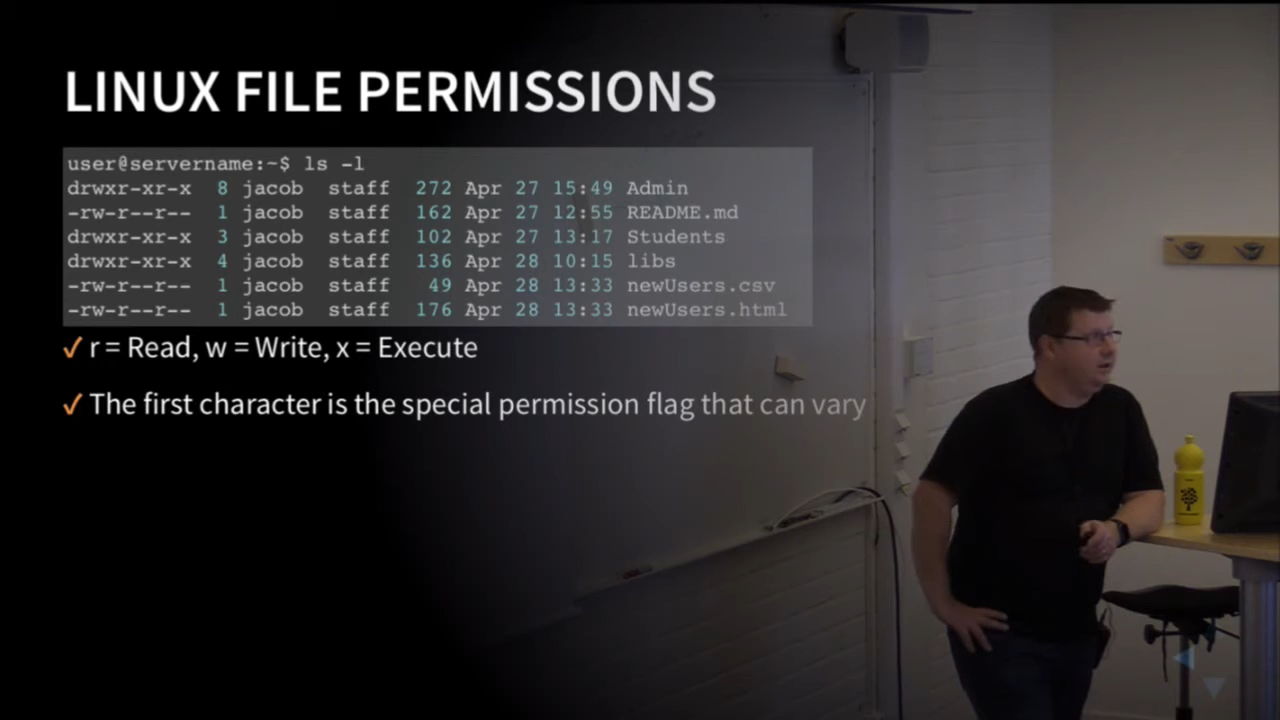 LINUX FILE PERMISSIONS
user@servername:~$ ls -l
drwxr-xr-x  8 jacob  staff  272 Apr 27 15:49 Admin
-rw-r--r--  1 jacob  staff  162 Apr 27 12:55 README.md
drwxr-xr-x  3 jacob  staff  102 Apr 27 13:17 Students
drwxr-xr-x  4 jacob  staff  136 Apr 28 10:15 libs
-rw-r--r--  1 jacob  staff   49 Apr 28 13:33 newUsers.csv
-rw-r--r--  1 jacob  staff  176 Apr 28 13:33 newUsers.html
✓ r = Read, w = Write, x = Execute
✓ The first character is the special permission flag that can vary